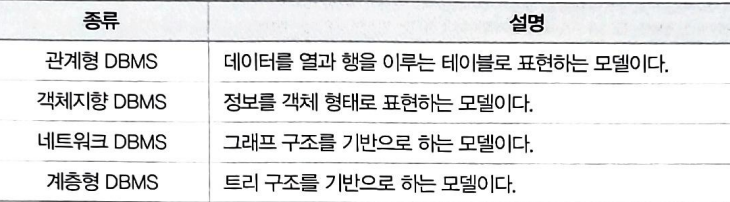 종류 설명
관계형 DBMS 데이터를 열과 행을 이루는 테이블로 표현하는 모델이다.
객체지향 DBMS 정보를 객체 형태로 표현하는 모델이다.
네트워크 DBMS 그래프 구조를 기반으로 하는 모델이다.
계층형 DBMS 트리 구조를 기반으로 하는 모델이다.